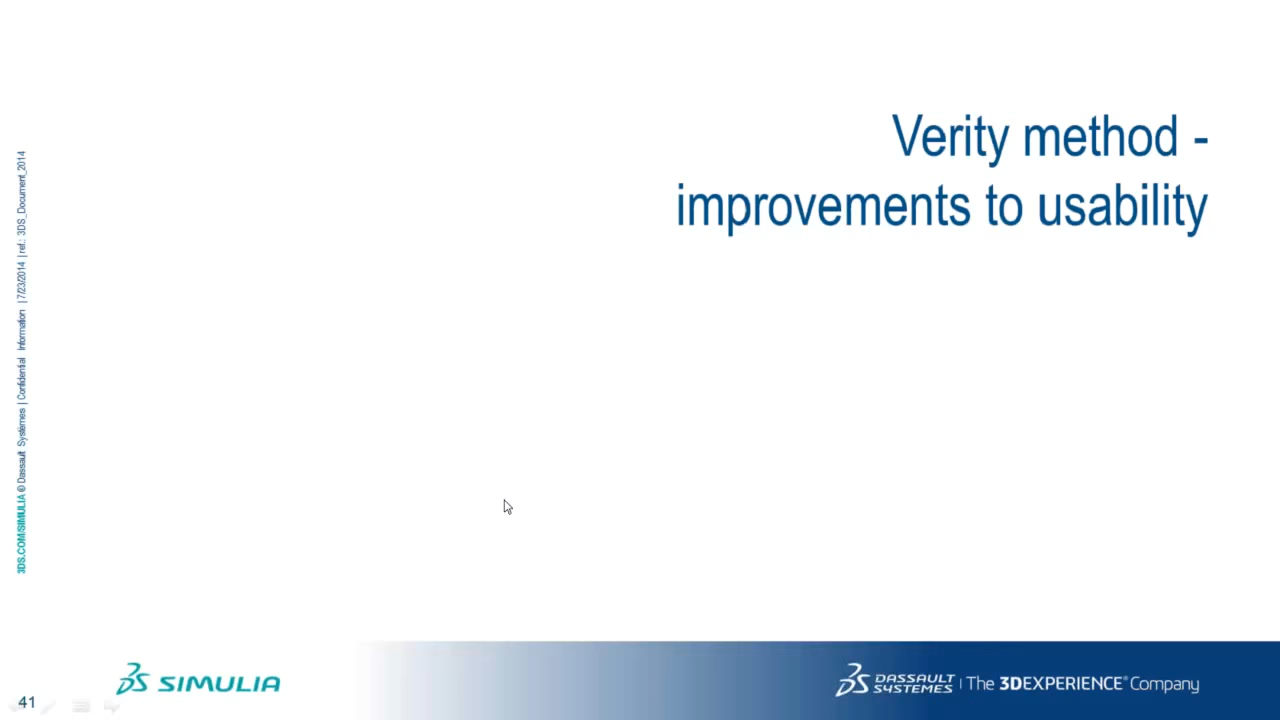 Verity method -
improvements to usability
3DS.COM/SIMULIA © Dassault Systèmes | Confidential Information | 7/23/2014 | ref.: 3DS_Document_2014
41
SIMULIA
DASSAULT SYSTEMES | The 3DEXPERIENCE® Company